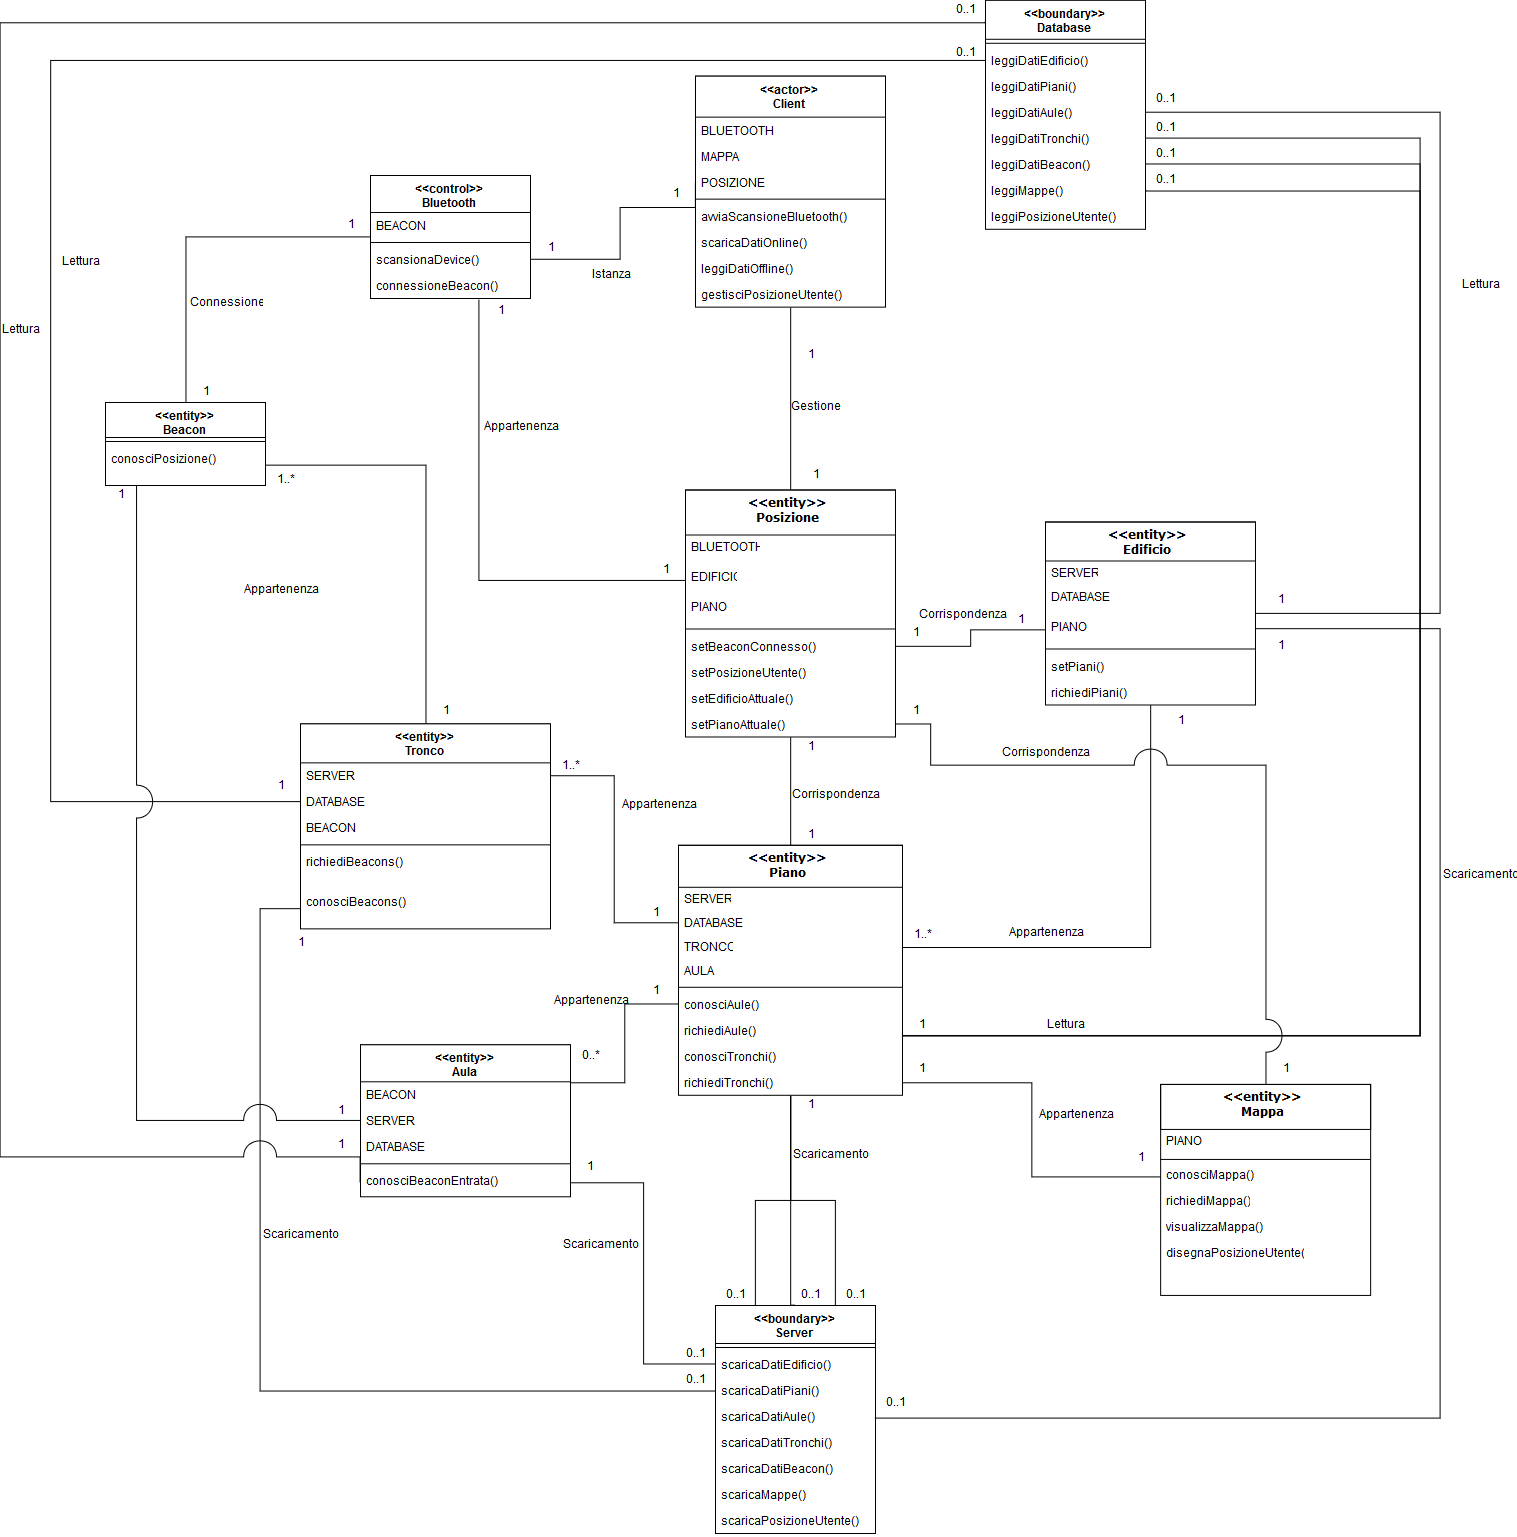 0..1
<<boundary>>
Database
0..1
leggiDatiEdificio()
leggiDatiPiani()
leggiDatiAule()
leggiDatiTronchi()
leggiDatiBeacon()
leggiMappe()
leggiPosizioneUtente()
0..1
0..1
0..1
0..1
<<actor>>
Client
BLUETOOTH
MAPPA
POSIZIONE
avviaScansioneBluetooth()
scaricaDatiOnline()
leggiDatiOffline()
gestisciPosizioneUtente()
1
<<control>>
Bluetooth
BEACON
scansionaDevice()
connessioneBeacon()
1
1
Istanza
Lettura
Connessione
Lettura
Lettura
1
1
1
Gestione
Appartenenza
<<entity>>
Beacon
conosciPosizione()
1
1..*
1
<<entity>>
Posizione
BLUETOOTH
EDIFICIO
PIANO
setBeaconConnesso()
setPosizioneUtente()
setEdificioAttuale()
setPianoAttuale()
1
Appartenenza
<<entity>>
Edificio
SERVER
DATABASE
PIANO
setPiani()
richiediPiani()
Corrispondenza
1
1
1
1
1
1
Corrispondenza
1
Corrispondenza
1
1
<<entity>>
Tronco
SERVER
DATABASE
BEACON
richiediBeacons()
conosciBeacons()
1
1..*
Appartenenza
1
1
<<entity>>
Piano
SERVER
DATABASE
TRONCO
AULA
conosciAule()
richiediAule()
conosciTronchi()
richiediTronchi()
1..*
Appartenenza
Scaricamento
1
Lettura
1
1
Appartenenza
1
Appartenenza
0..*
<<entity>>
Aula
BEACON
SERVER
DATABASE
conosciBeaconEntrata()
1
1
1
1
Scaricamento
1
<<entity>>
Mappa
PIANO
conosciMappa()
richiediMappa()
visualizzaMappa()
disegnaPosizioneUtente(
1
Scaricamento
Scaricamento
0..1
0..1
0..1
<<boundary>>
Server
scaricaDatiEdificio()
scaricaDatiPiani()
scaricaDatiAule()
scaricaDatiTronchi()
scaricaDatiBeacon()
scaricaMappe()
scaricaPosizioneUtente()
0..1
0..1
0..1